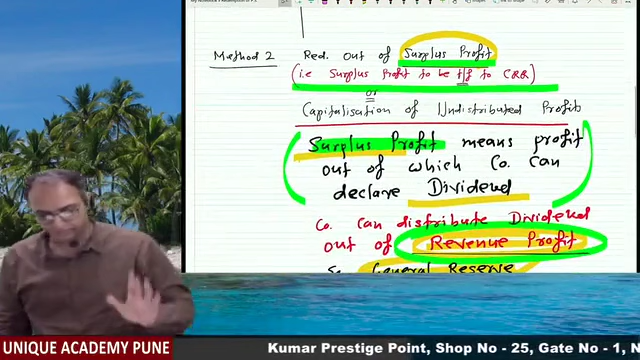 Method 2 Red. Out of Surplus Profit
(i.e Surplus Profit to be t/f to CRR)
or
Capitalisation of Undistributed Profit
Surplus Profit means profit
out of which Co. Can
declare Dividend
Co. Can distribute Dividend
out of Revenue Profit
General Reserve
UNIQUE ACADEMY PUNE
Kumar Prestige Point, Shop No - 25, Gate No - 1, N